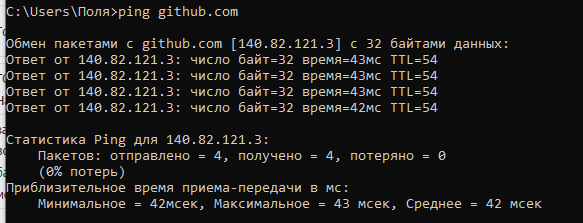 C:\Users\Поля>ping github.com
Обмен пакетами с github.com [140.82.121.3] с 32 байтами данных:
Ответ от 140.82.121.3: число байт=32 время=43мс TTL=54
Ответ от 140.82.121.3: число байт=32 время=43мс TTL=54
Ответ от 140.82.121.3: число байт=32 время=43мс TTL=54
Ответ от 140.82.121.3: число байт=32 время=42мс TTL=54
Статистика Ping для 140.82.121.3:
Пакетов: отправлено = 4, получено = 4, потеряно = 0
(0% потерь)
Приблизительное время приема-передачи в мс:
Минимальное = 42мсек, Максимальное = 43 мсек, Среднее = 42 мсек